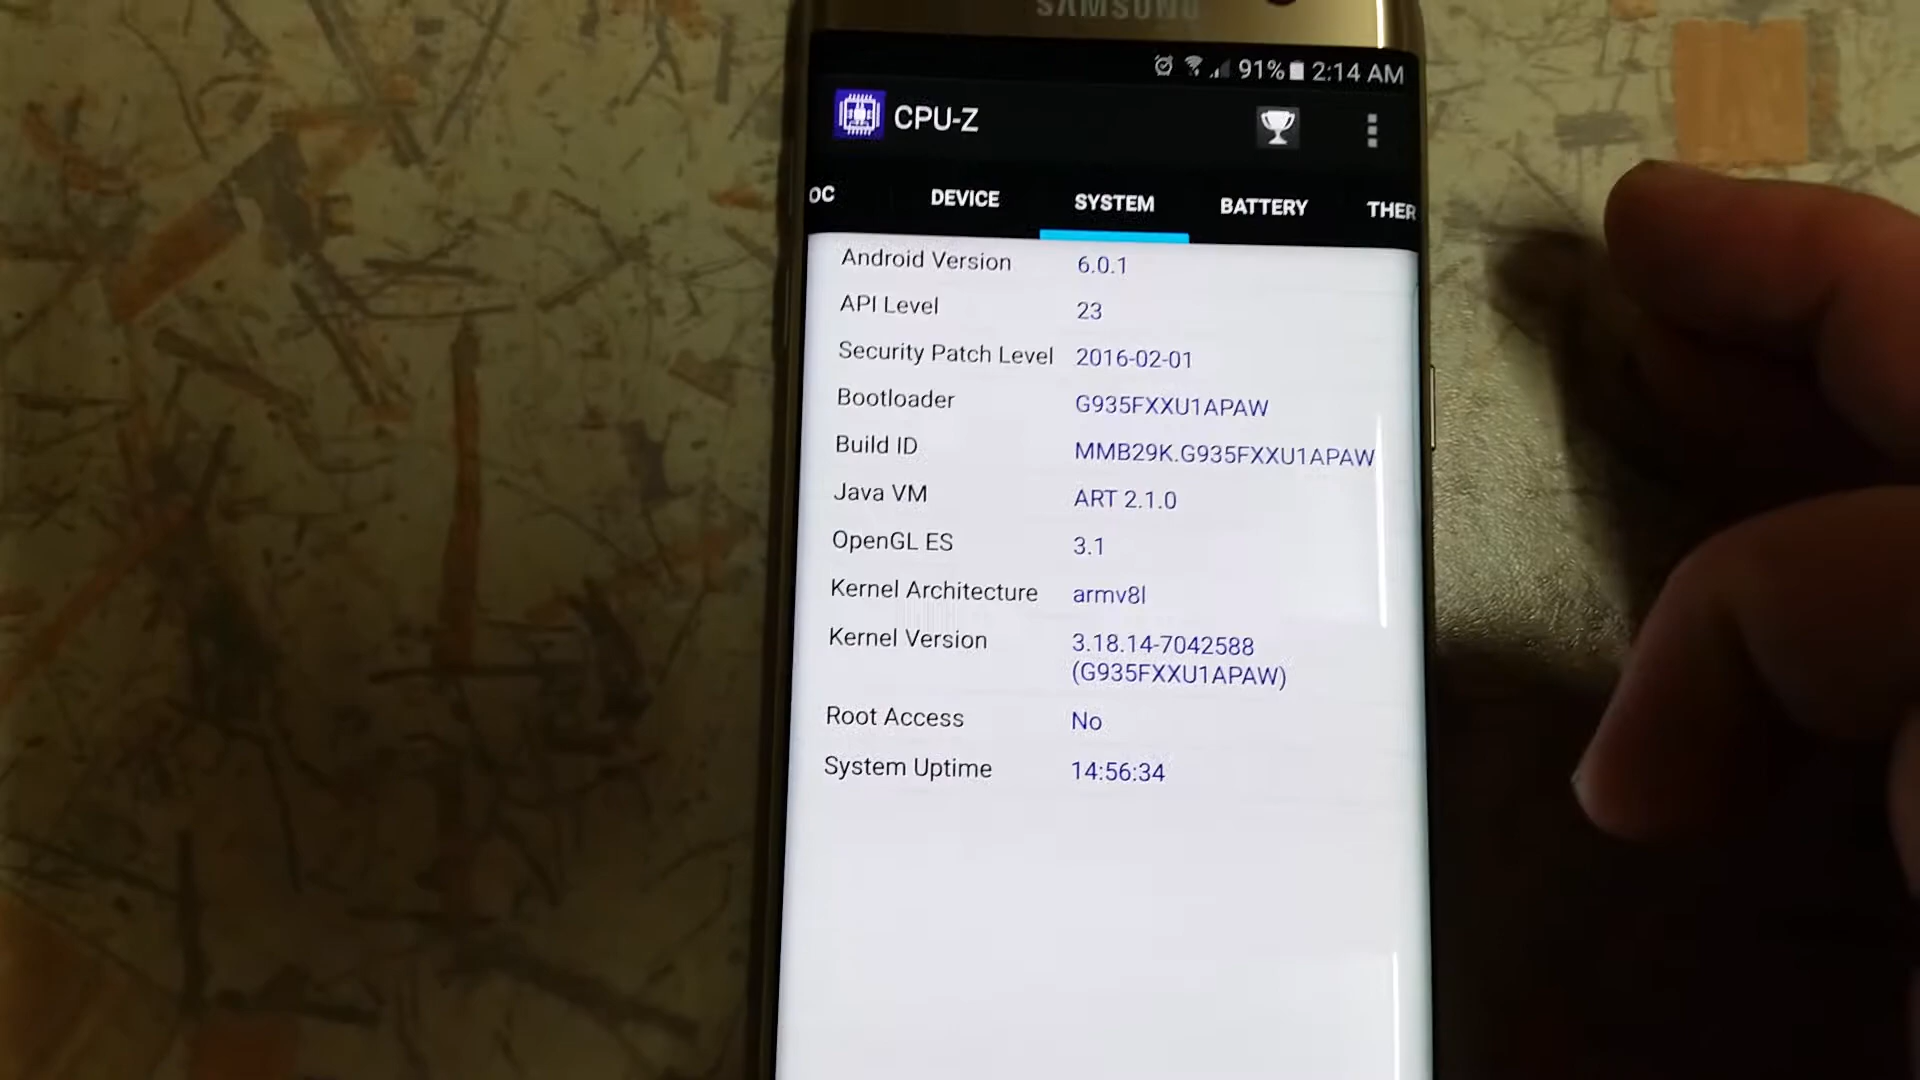 SAMSUNG
91% 2:14 AM
CPU-Z
OC DEVICE SYSTEM BATTERY THER
Android Version 6.0.1
API Level 23
Security Patch Level 2016-02-01
Bootloader G935FXXU1APAW
Build ID MMB29K.G935FXXU1APAW
Java VM ART 2.1.0
OpenGL ES 3.1
Kernel Architecture armv8l
Kernel Version 3.18.14-7042588
(G935FXXU1APAW)
Root Access No
System Uptime 14:56:34